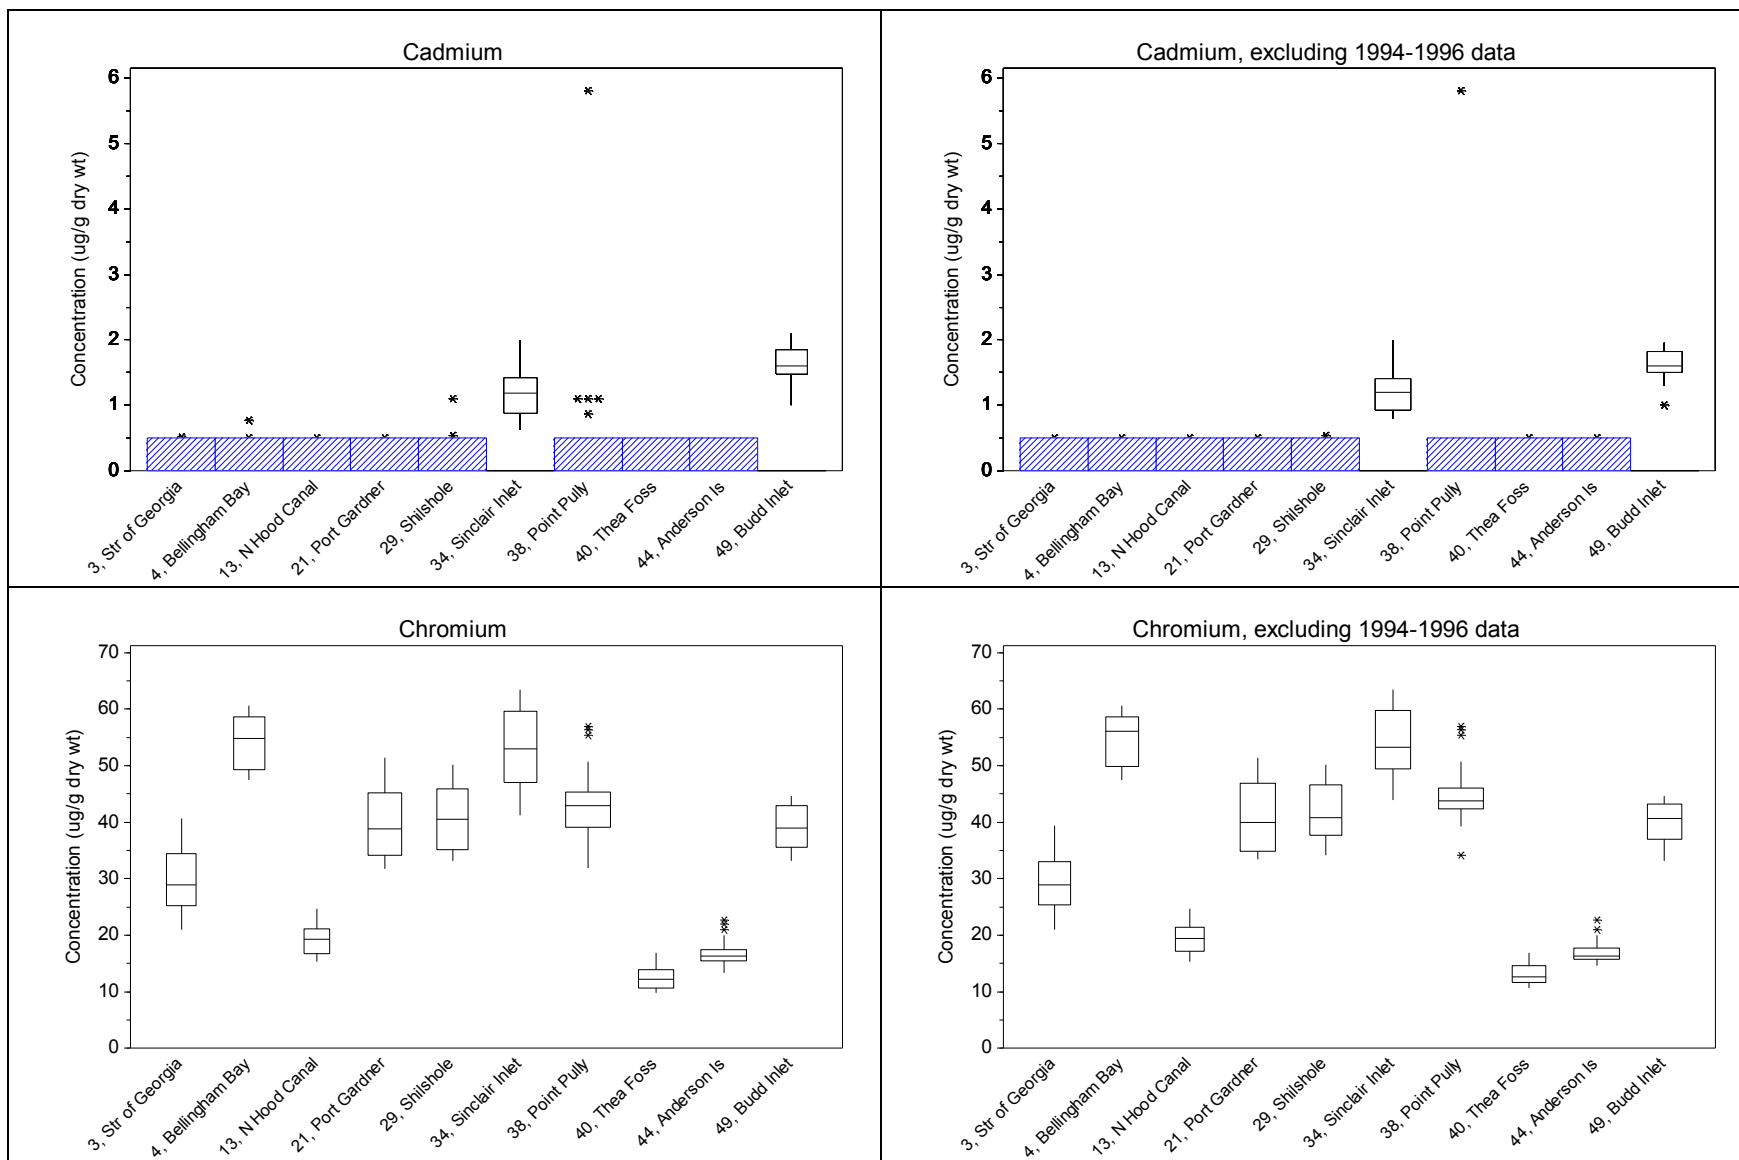 Cadmium
6
5
4
3
2
1
0
Concentration (ug/g dry wt)
3, Str of Georgia
4, Bellingham Bay
13, N Hood Canal
21, Port Gardner
29, Shilshole
34, Sinclair Inlet
38, Point Pully
40, Thea Foss
44, Anderson Is
49, Budd Inlet
Cadmium, excluding 1994-1996 data
6
5
4
3
2
1
0
Concentration (ug/g dry wt)
3, Str of Georgia
4, Bellingham Bay
13, N Hood Canal
21, Port Gardner
29, Shilshole
34, Sinclair Inlet
38, Point Pully
40, Thea Foss
44, Anderson Is
49, Budd Inlet
Chromium
70
60
50
40
30
20
10
0
Concentration (ug/g dry wt)
3, Str of Georgia
4, Bellingham Bay
13, N Hood Canal
21, Port Gardner
29, Shilshole
34, Sinclair Inlet
38, Point Pully
40, Thea Foss
44, Anderson Is
49, Budd Inlet
Chromium, excluding 1994-1996 data
70
60
50
40
30
20
10
0
Concentration (ug/g dry wt)
3, Str of Georgia
4, Bellingham Bay
13, N Hood Canal
21, Port Gardner
29, Shilshole
34, Sinclair Inlet
38, Point Pully
40, Thea Foss
44, Anderson Is
49, Budd Inlet